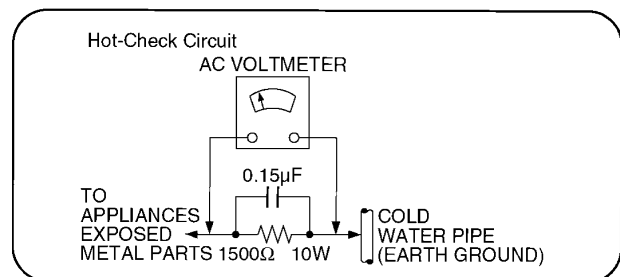 Hot-Check Circuit
AC VOLTMETER
0.15µF
TO
APPLIANCES
EXPOSED
METAL PARTS
1500Ω 10W
COLD
WATER PIPE
(EARTH GROUND)